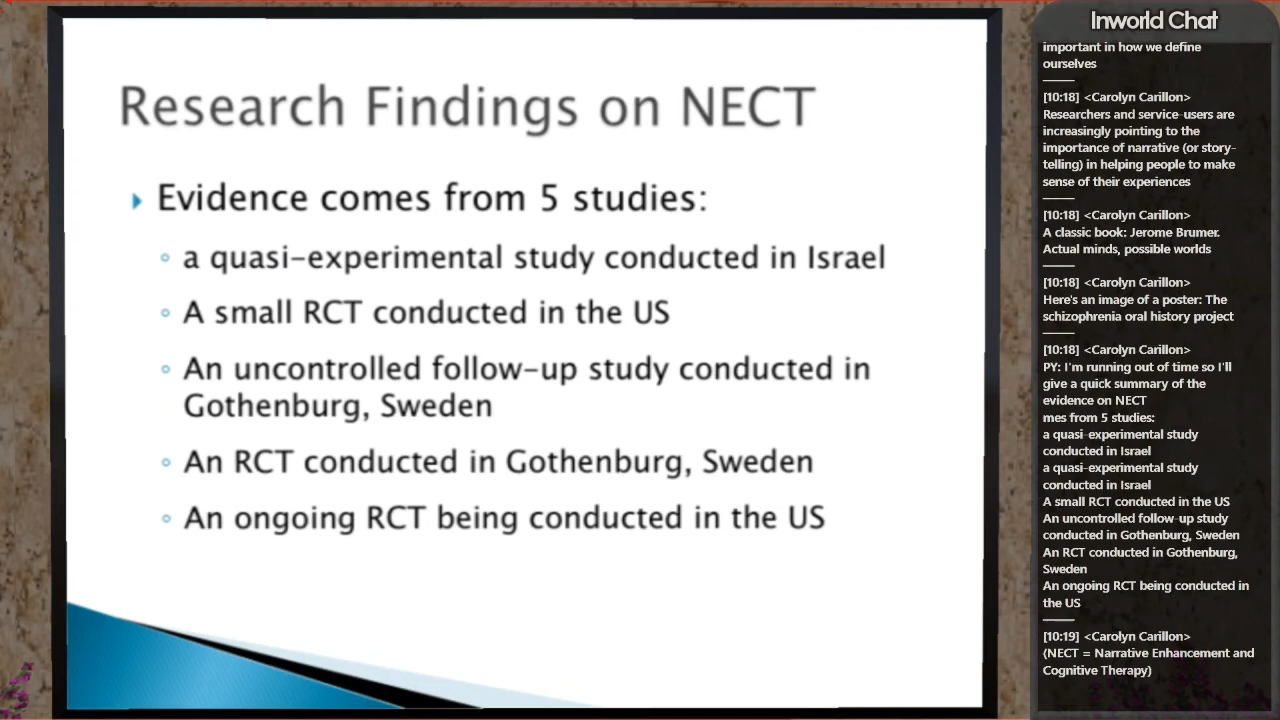 Research Findings on NECT
Evidence comes from 5 studies:
a quasi-experimental study conducted in Israel
A small RCT conducted in the US
An uncontrolled follow-up study conducted in
Gothenburg, Sweden
An RCT conducted in Gothenburg, Sweden
An ongoing RCT being conducted in the US
Inworld Chat
important in how we define
ourselves
[10:18] <Carolyn Carillon>
Researchers and service-users are
increasingly pointing to the
importance of narrative (or story-
telling) in helping people to make
sense of their experiences
[10:18] <Carolyn Carillon>
A classic book: Jerome Brumer.
Actual minds, possible worlds
[10:18] <Carolyn Carillon>
Here's an image of a poster: The
schizophrenia oral history project
[10:18] <Carolyn Carillon>
PY: I'm running out of time so I'll
give a quick summary of the
evidence on NECT
mes from 5 studies:
a quasi-experimental study
conducted in Israel
a quasi-experimental study
conducted in Israel
A small RCT conducted in the US
An uncontrolled follow-up study
conducted in Gothenburg, Sweden
An RCT conducted in Gothenburg,
Sweden
An ongoing RCT being conducted in
the US
[10:19] <Carolyn Carillon>
(NECT = Narrative Enhancement and
Cognitive Therapy)